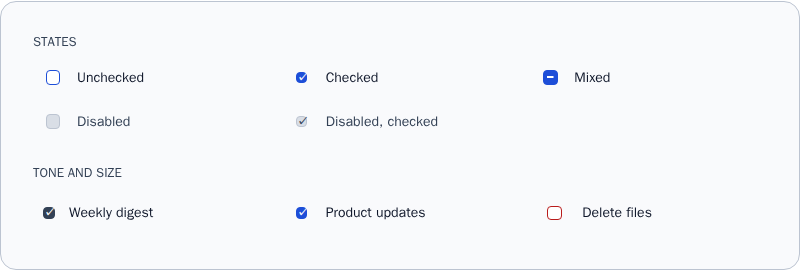 STATES
Unchecked Checked Mixed
Disabled Disabled, checked
TONE AND SIZE
Weekly digest Product updates Delete files